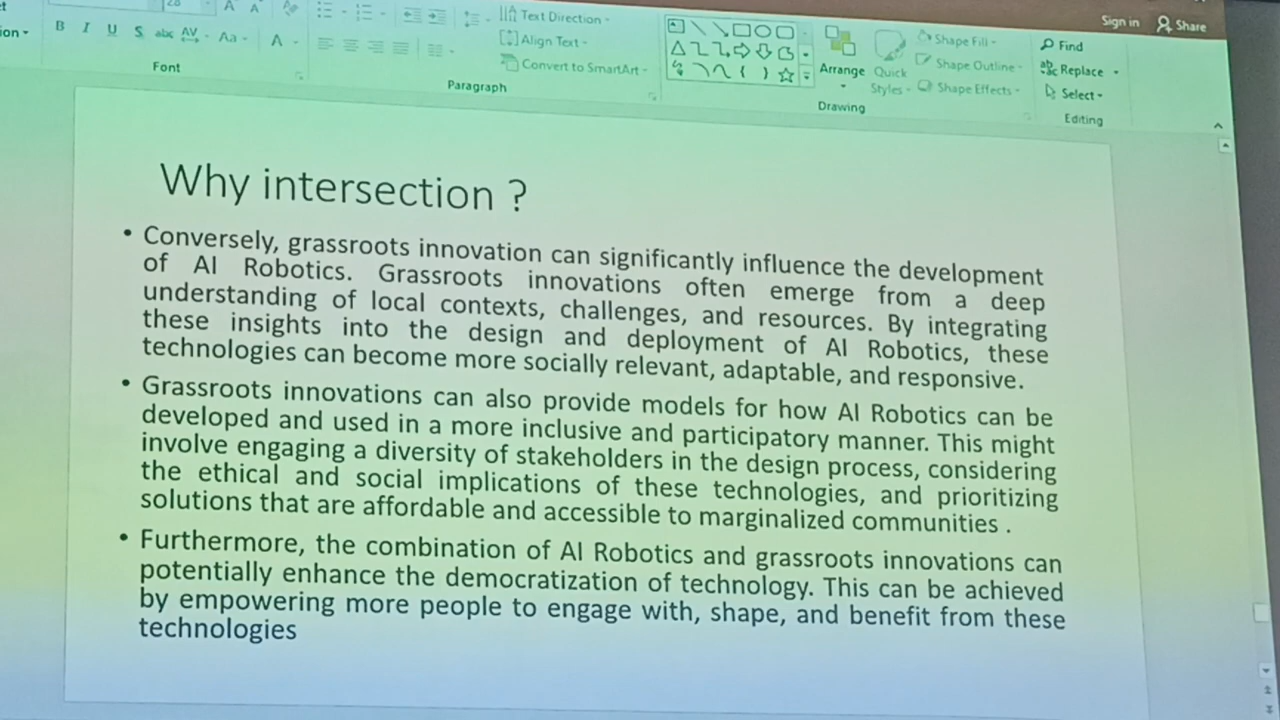 Sign in Share
B I U S abc AV Aa A
Text Direction
Align Text
Convert to SmartArt
Arrange
Quick
Styles
Shape Fill
Shape Outline
Shape Effects
Find
Replace
Select
Font
Paragraph
Drawing
Editing
Why intersection ?
• Conversely, grassroots innovation can significantly influence the development
of AI Robotics. Grassroots innovations often emerge from a deep
understanding of local contexts, challenges, and resources. By integrating
these insights into the design and deployment of AI Robotics, these
technologies can become more socially relevant, adaptable, and responsive.
• Grassroots innovations can also provide models for how AI Robotics can be
developed and used in a more inclusive and participatory manner. This might
involve engaging a diversity of stakeholders in the design process, considering
the ethical and social implications of these technologies, and prioritizing
solutions that are affordable and accessible to marginalized communities .
• Furthermore, the combination of AI Robotics and grassroots innovations can
potentially enhance the democratization of technology. This can be achieved
by empowering more people to engage with, shape, and benefit from these
technologies